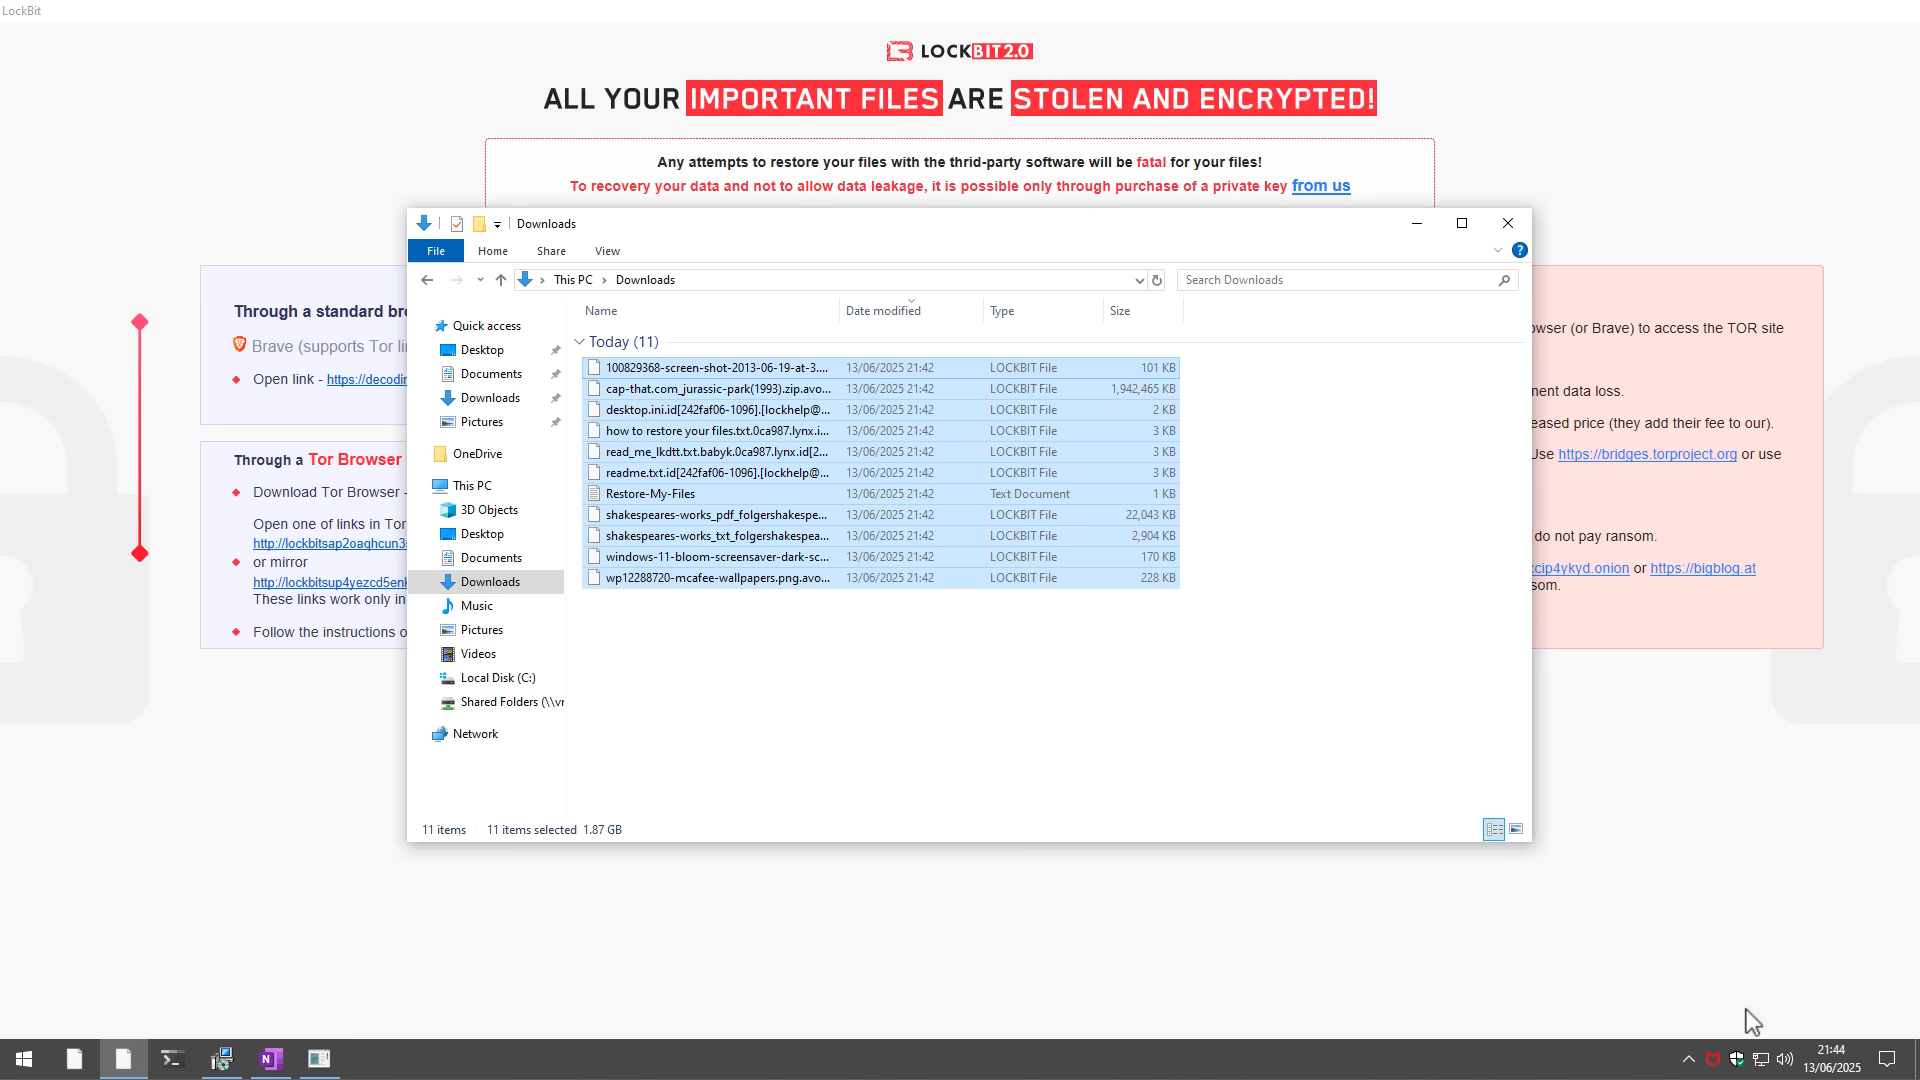 LockBit
LOCKBIT2.0
ALL YOUR IMPORTANT FILES ARE STOLEN AND ENCRYPTED!
Any attempts to restore your files with the thrid-party software will be fatal for your files!
To recovery your data and not to allow data leakage, it is possible only through purchase of a private key from us
Through a standard
Brave (supports Tor
Open link - https://
Through a Tor Browser
Download Tor Browser -
Open one of links in Tor
http://lockbitsap2oaqhcun3
or mirror
http://lockbitsup4yezcd5en
These links work only in
Follow the instructions
(or Brave) to access the TOR site
data loss.
price (they add their fee to our).
Use https://bridges.torproject.org or use
do not pay ransom.
ccip4ykyd.onion or https://bigblog.at
Downloads
File Home Share View
This PC > Downloads
Search Downloads
Name Date modified Type Size
Today (11)
100829368-screen-shot-2013-06-19-at-3.... 13/06/2025 21:42 LOCKBIT File 101 KB
cap-that.com_jurassic-park(1993).zip.avo... 13/06/2025 21:42 LOCKBIT File 1,942,465 KB
desktop.ini.id[242faf06-1096].[lockhelp@... 13/06/2025 21:42 LOCKBIT File 2 KB
how to restore your files.txt.0ca987.lynx.i... 13/06/2025 21:42 LOCKBIT File 3 KB
read_me_lkdtt.txt.babyk.0ca987.lynx.id[2... 13/06/2025 21:42 LOCKBIT File 3 KB
readme.txt.id[242faf06-1096].[lockhelp@... 13/06/2025 21:42 LOCKBIT File 3 KB
Restore-My-Files 13/06/2025 21:42 Text Document 1 KB
shakespeares-works_pdf_folgershakespe... 13/06/2025 21:42 LOCKBIT File 22,043 KB
shakespeares-works_txt_folgershakespea... 13/06/2025 21:42 LOCKBIT File 2,904 KB
windows-11-bloom-screensaver-dark-sc... 13/06/2025 21:42 LOCKBIT File 170 KB
wp12288720-mcafee-wallpapers.png.avo... 13/06/2025 21:42 LOCKBIT File 228 KB
Quick access
Desktop
Documents
Downloads
Pictures
OneDrive
This PC
3D Objects
Desktop
Documents
Downloads
Music
Pictures
Videos
Local Disk (C:)
Shared Folders (\\
Network
11 items 11 items selected 1.87 GB
21:44
13/06/2025